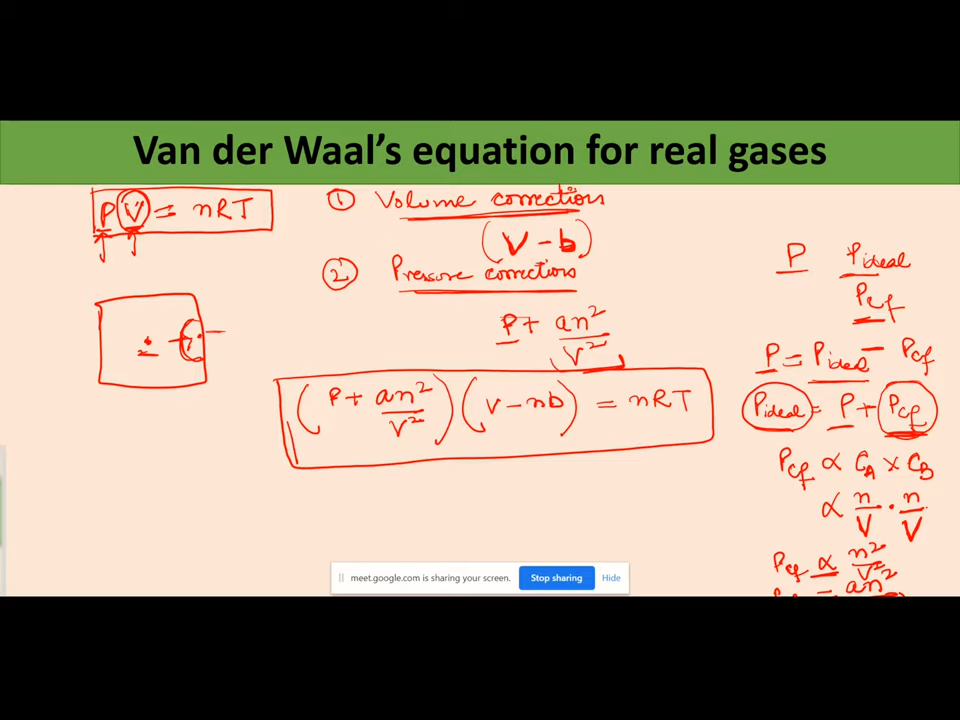 Van der Waal's equation for real gases
PV = nRT
① Volume correction
(V - b)
② Pressure correction
P + an²/V²
(P + an²/V²)(V - nb) = nRT
P Pideal
Pcf
P = Pideal - Pcf
Pideal = P + Pcf
Pcf ∝ CA × CB
∝ n/V · n/V
Pcf ∝ n²/V²
= an²
meet.google.com is sharing your screen. Stop sharing Hide